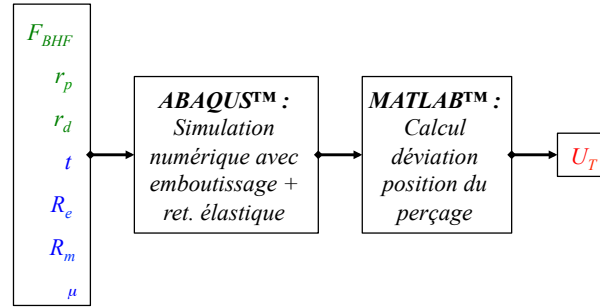 F_BHF
r_p
r_d
t
R_e
R_m
μ
ABAQUS™ :
Simulation
numérique avec
emboutissage +
ret. élastique
MATLAB™ :
Calcul
déviation
position du
perçage
U_T